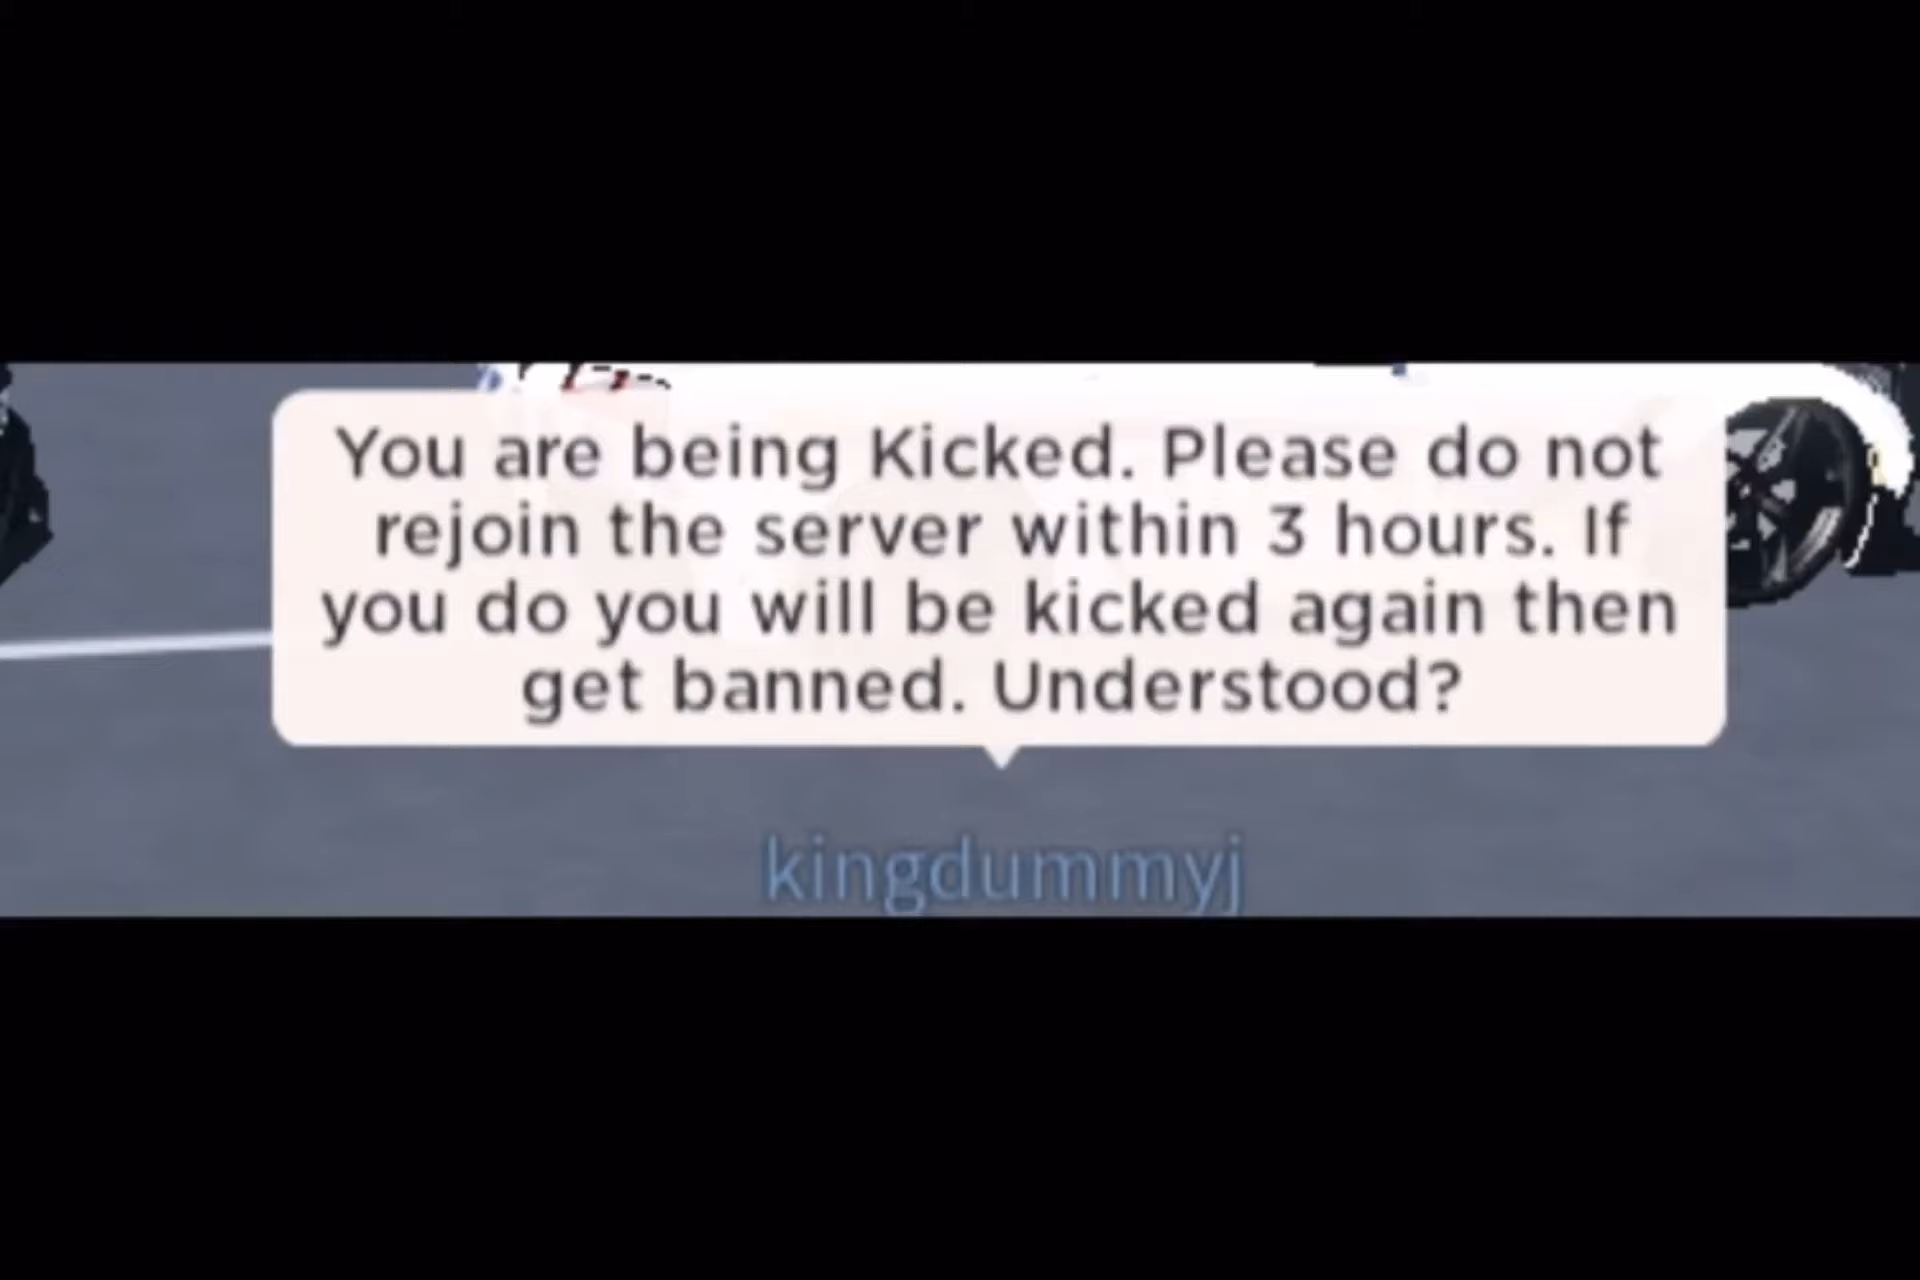 You are being Kicked. Please do not
rejoin the server within 3 hours. If
you do you will be kicked again then
get banned. Understood?
kingdummyj